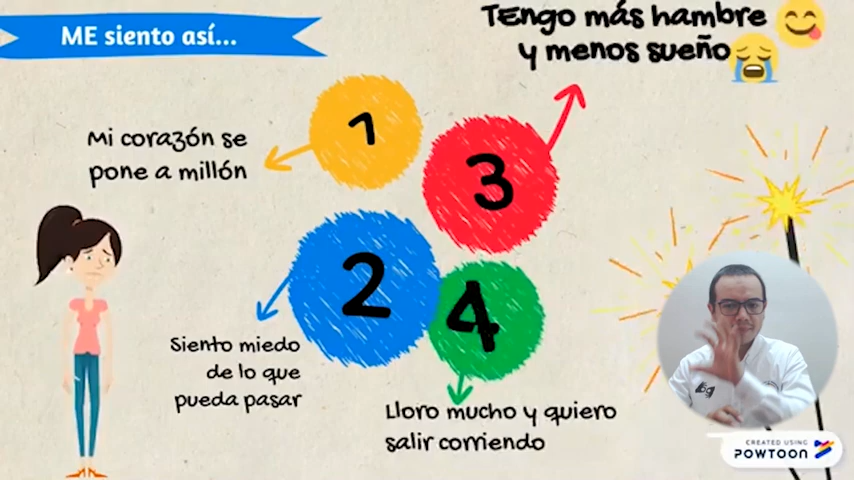 ME siento así...
TEngo más hambre
y menos sueño
Mi corazón se
pone a millón
1
3
2
4
Siento miedo
de lo que
pueda pasar
Lloro mucho y quiero
salir corriendo
CREATED USING
POWTOON